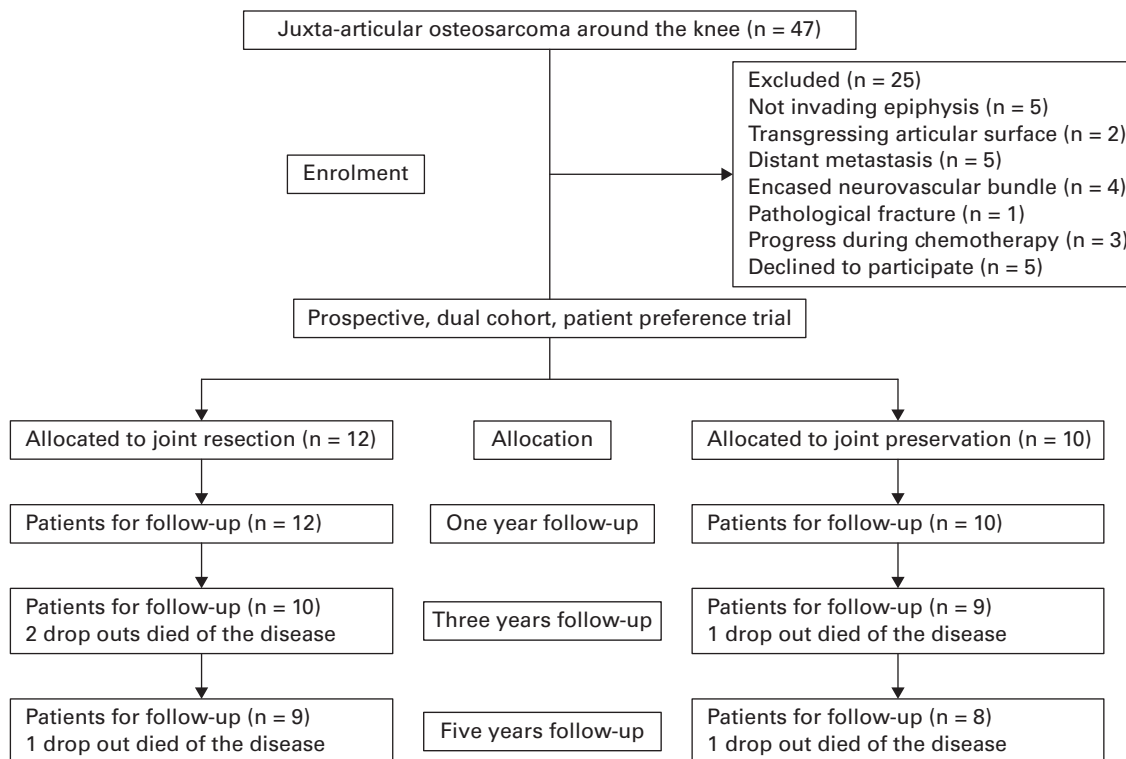 Juxta-articular osteosarcoma around the knee (n = 47)
Excluded (n = 25)
Not invading epiphysis (n = 5)
Transgressing articular surface (n = 2)
Distant metastasis (n = 5)
Encased neurovascular bundle (n = 4)
Pathological fracture (n = 1)
Progress during chemotherapy (n = 3)
Declined to participate (n = 5)
Enrolment
Prospective, dual cohort, patient preference trial
Allocated to joint resection (n = 12)
Allocation
Allocated to joint preservation (n = 10)
Patients for follow-up (n = 12)
One year follow-up
Patients for follow-up (n = 10)
Patients for follow-up (n = 10)
2 drop outs died of the disease
Three years follow-up
Patients for follow-up (n = 9)
1 drop out died of the disease
Patients for follow-up (n = 9)
1 drop out died of the disease
Five years follow-up
Patients for follow-up (n = 8)
1 drop out died of the disease